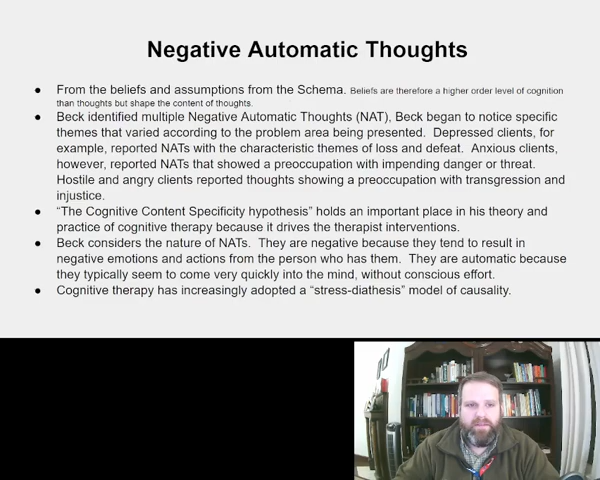 Negative Automatic Thoughts
● From the beliefs and assumptions from the Schema. Beliefs are therefore a higher order level of cognition
than thoughts but shape the content of thoughts.
● Beck identified multiple Negative Automatic Thoughts (NAT), Beck began to notice specific
themes that varied according to the problem area being presented. Depressed clients, for
example, reported NATs with the characteristic themes of loss and defeat. Anxious clients,
however, reported NATs that showed a preoccupation with impending danger or threat.
Hostile and angry clients reported thoughts showing a preoccupation with transgression and
injustice.
● “The Cognitive Content Specificity hypothesis” holds an important place in his theory and
practice of cognitive therapy because it drives the therapist interventions.
● Beck considers the nature of NATs. They are negative because they tend to result in
negative emotions and actions from the person who has them. They are automatic because
they typically seem to come very quickly into the mind, without conscious effort.
● Cognitive therapy has increasingly adopted a “stress-diathesis” model of causality.